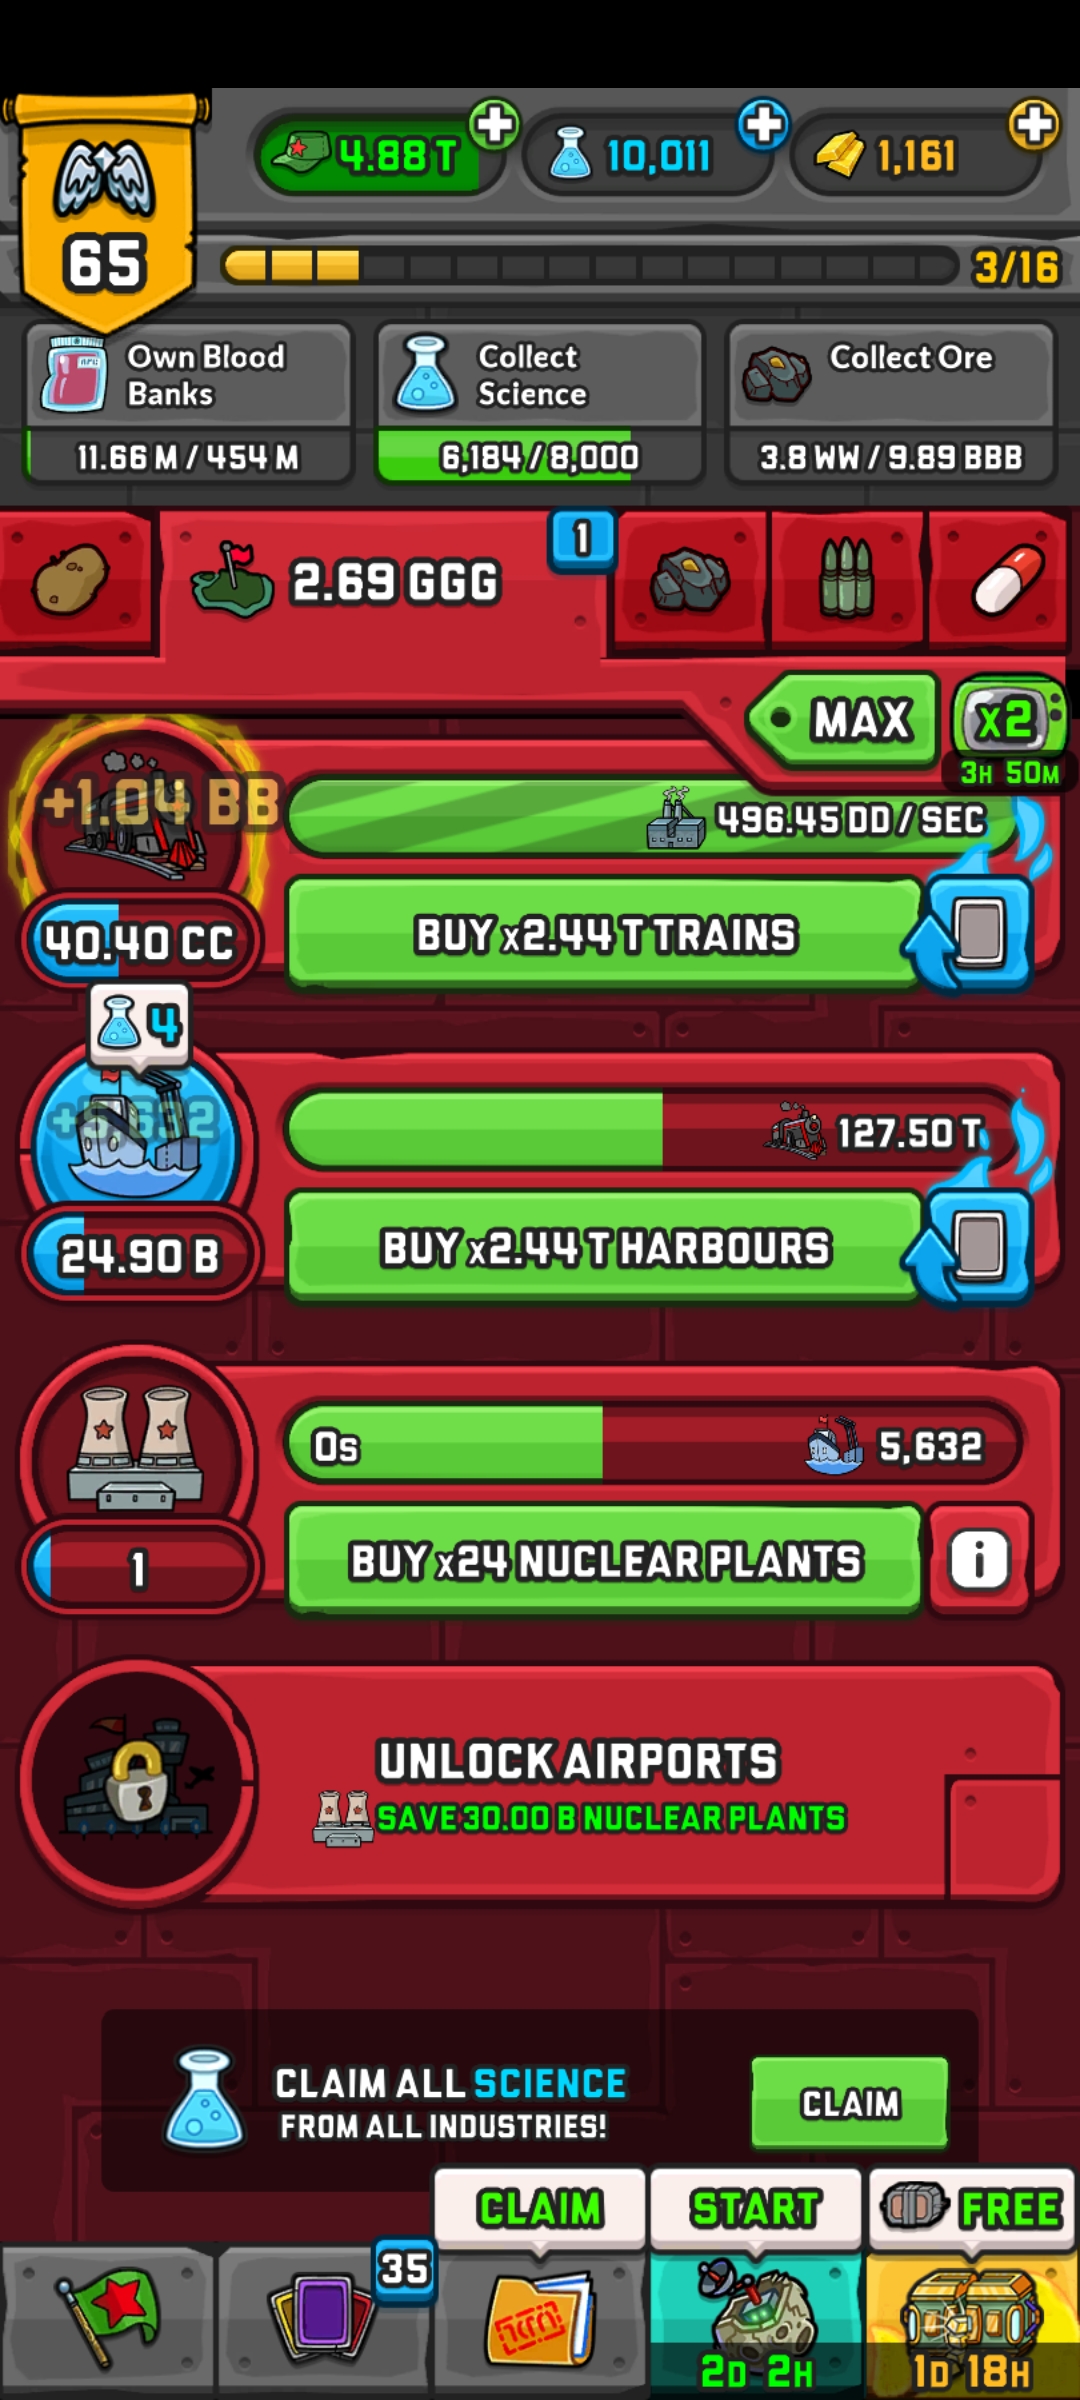 4.88 T
10,011
1,161
65
3/16
Own Blood
Banks
11.66 M / 454 M
Collect
Science
6,184 / 8,000
Collect Ore
3.8 WW / 9.89 BBB
2.69 GGG
1
MAX
x2
3H 50M
+1.04 BB
496.45 DD / SEC
40.40 CC
BUY x2.44 T TRAINS
4
+5,632
127.50 T
24.90 B
BUY x2.44 T HARBOURS
0s
5,632
1
BUY x24 NUCLEAR PLANTS
i
UNLOCK AIRPORTS
SAVE 30.00 B NUCLEAR PLANTS
CLAIM ALL SCIENCE
FROM ALL INDUSTRIES!
CLAIM
CLAIM
START
FREE
35
2D 2H
1D 18H